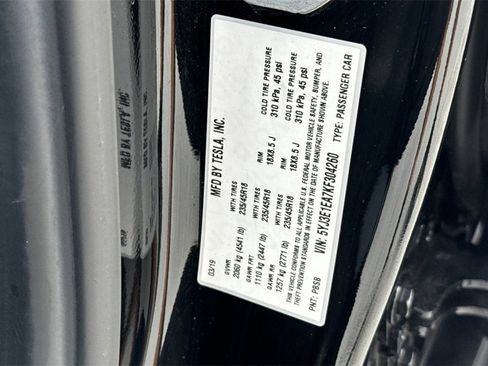 MFD BY TESLA, INC.
03/19
GVWR
2060 kg (4541 lb)
GAWR FRT
1110 kg (2447 lb)
GAWR RR
1257 kg (2771 lb)
WITH TIRES
235/45R18
WITH TIRES
235/45R18
RIM
18X8.5 J
RIM
18X8.5 J
COLD TIRE PRESSURE
310 kPa, 45 psi
COLD TIRE PRESSURE
310 kPa, 45 psi
THIS VEHICLE CONFORMS TO ALL APPLICABLE U.S. FEDERAL MOTOR VEHICLE SAFETY, BUMPER, AND
THEFT PREVENTION STANDARDS IN EFFECT ON THE DATE OF MANUFACTURE SHOWN ABOVE.
VIN: 5YJ3E1EA7KF304260 TYPE: PASSENGER CAR
PNT: PBSB